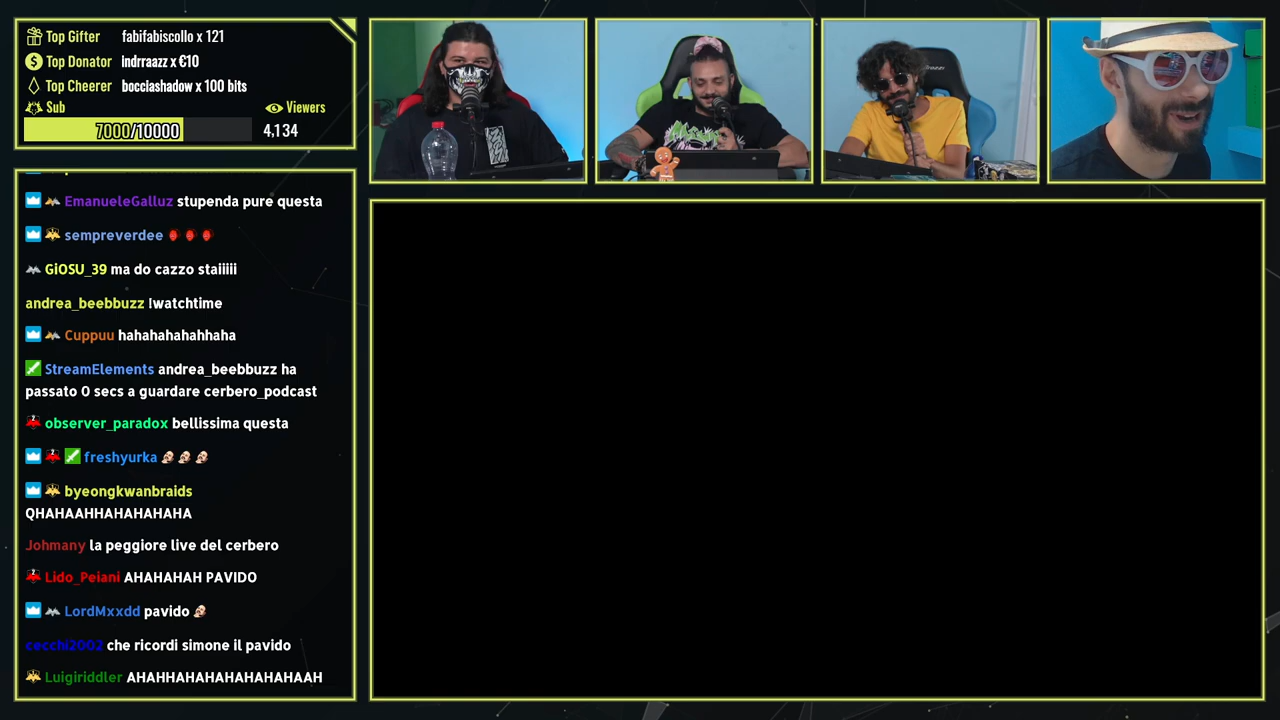 Top Gifter fabifabiscollo x 121
Top Donator indrraazz x €10
Top Cheerer bocciashadow x 100 bits
Sub Viewers
7000/10000 4,134
EmanueleGalluz stupenda pure questa
sempreverdee
GiOSU_39 ma do cazzo staiiiii
andrea_beebbuzz !watchtime
Cuppuu hahahahahahhaha
StreamElements andrea_beebbuzz ha
passato 0 secs a guardare cerbero_podcast
observer_paradox bellissima questa
freshyurka
byeongkwanbraids
QHAHAAHHAHAHAHAHA
Johmany la peggiore live del cerbero
Lido_Peiani AHAHAHAH PAVIDO
LordMxxdd pavido
cecchi2002 che ricordi simone il pavido
Luigiriddler AHAHHAHAHAHAHAHAHAAH